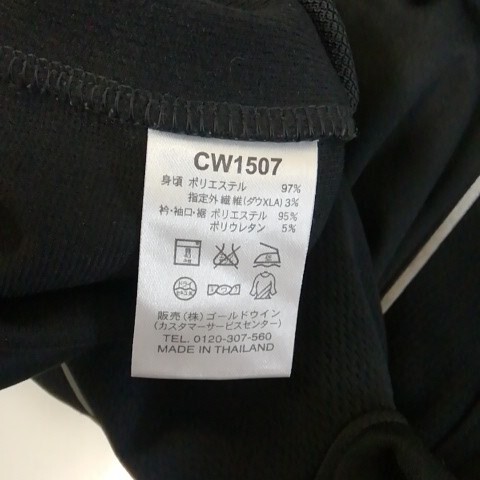 CW1507
身頃 ポリエステル 97%
指定外繊維(ダウXLA) 3%
衿・袖口・裾 ポリエステル 95%
ポリウレタン 5%
販売(株)ゴールドウイン
(カスタマーサービスセンター)
TEL. 0120-307-560
MADE IN THAILAND